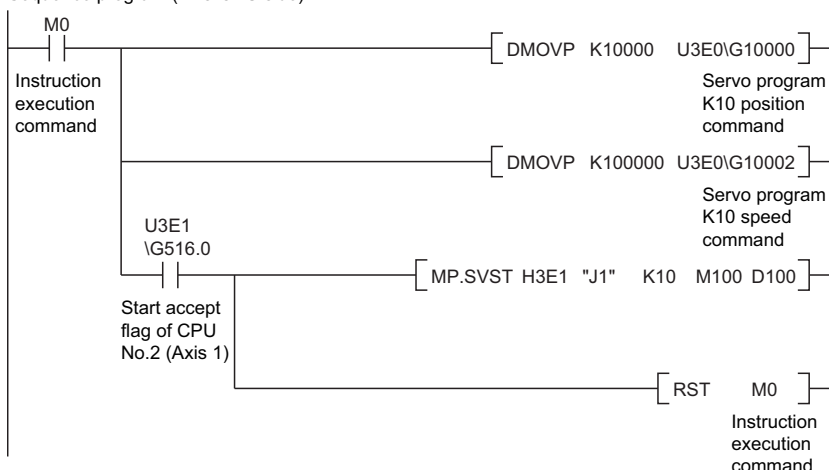 M0
DMOVP K10000 U3E0\G10000
Instruction
execution
command
Servo program
K10 position
command
DMOVP K100000 U3E0\G10002
Servo program
K10 speed
command
U3E1
\G516.0
MP.SVST H3E1 "J1" K10 M100 D100
Start accept
flag of CPU
No.2 (Axis 1)
RST M0
Instruction
execution
command